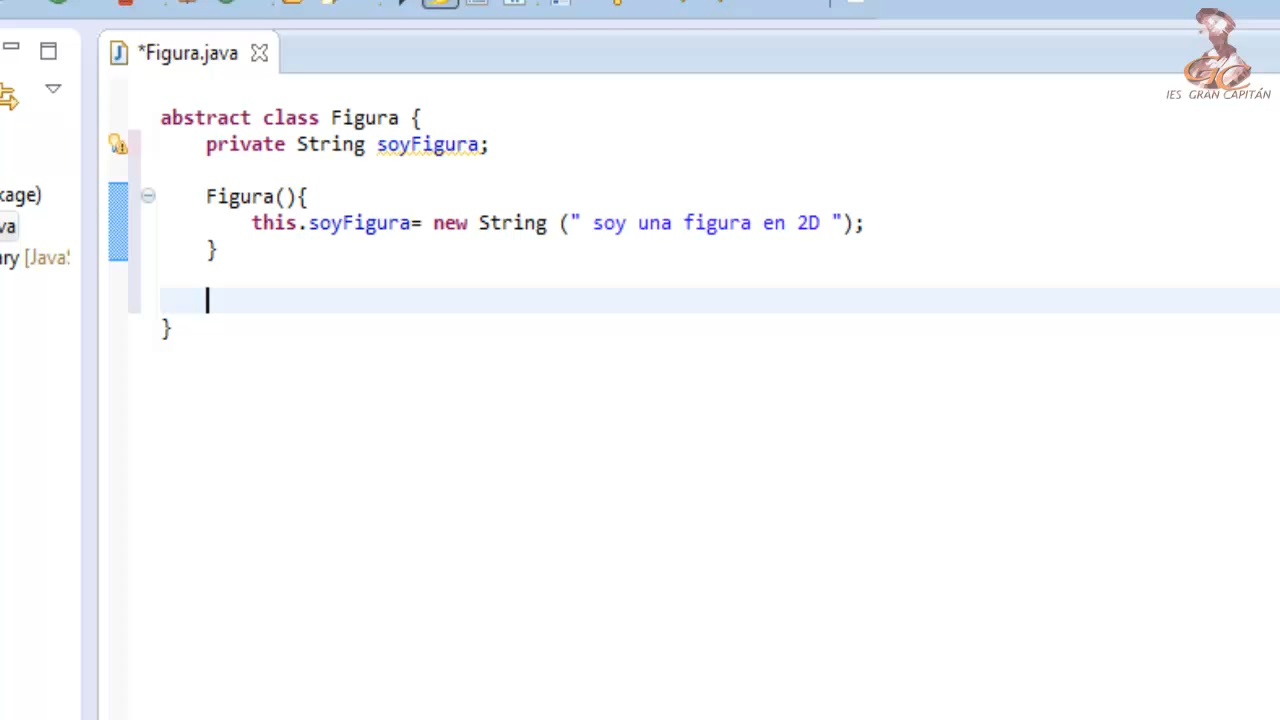 *Figura.java
IES GRAN CAPITÁN
abstract class Figura {
private String soyFigura;
kage)
Figura(){
va
this.soyFigura= new String (" soy una figura en 2D ");
}
ary [Java
}